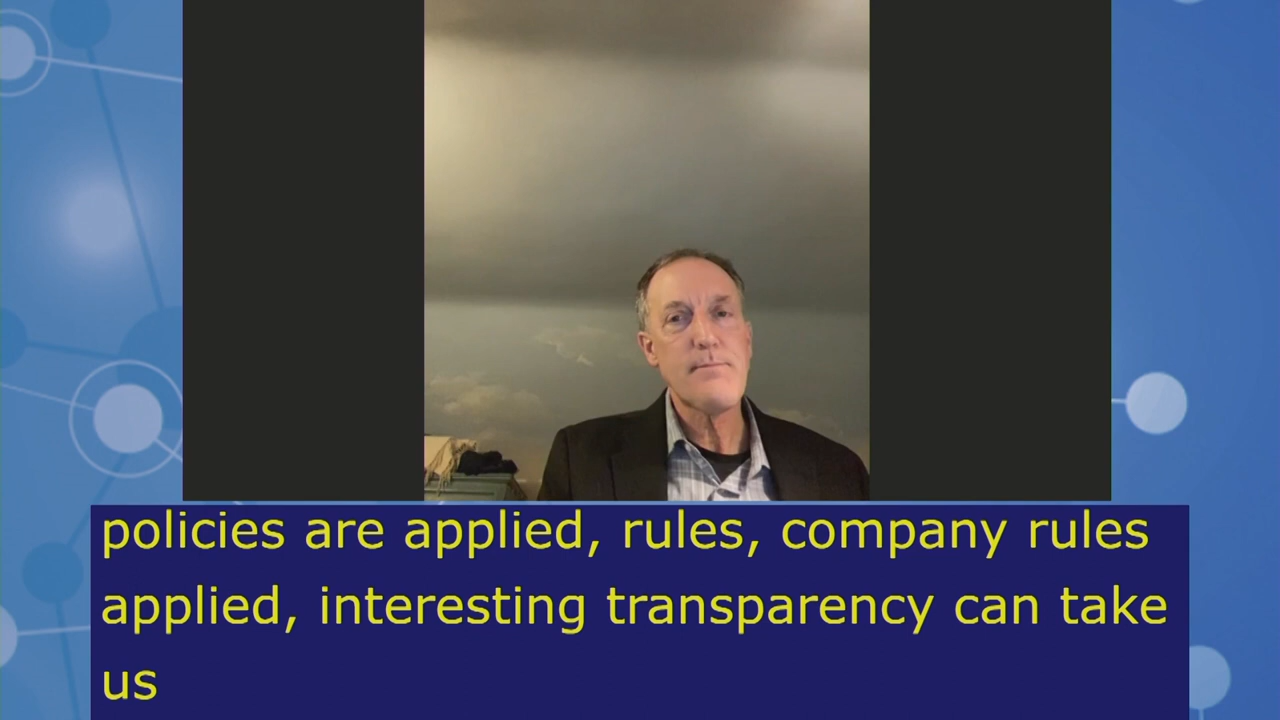 policies are applied, rules, company rules
applied, interesting transparency can take
us